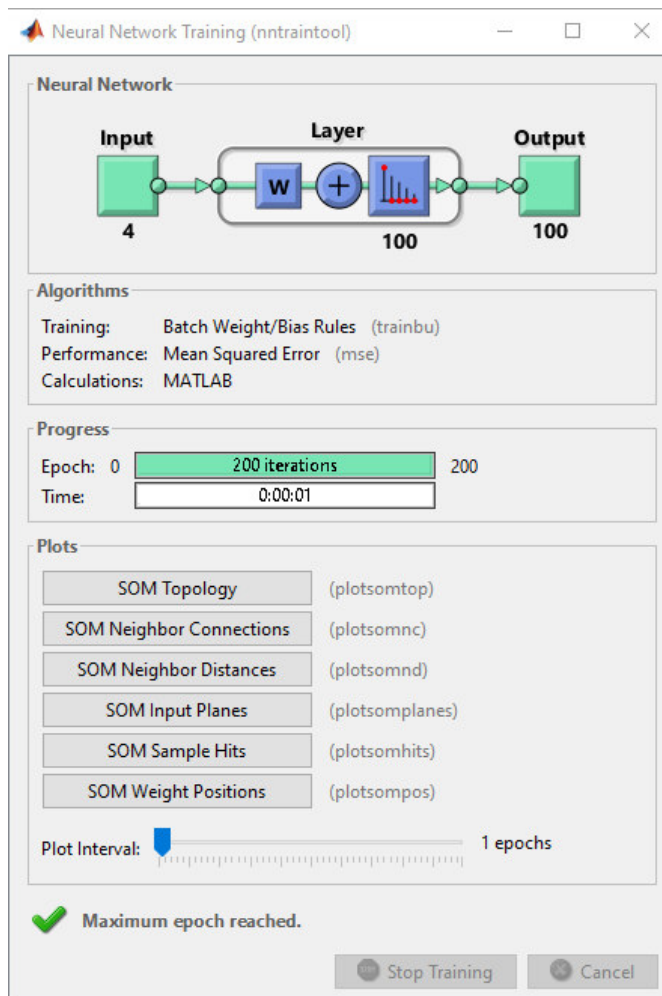 Neural Network Training (nntraintool)
Neural Network
Input
Layer
Output
W
+
4
100
100
Algorithms
Training: Batch Weight/Bias Rules (trainbu)
Performance: Mean Squared Error (mse)
Calculations: MATLAB
Progress
Epoch: 0 200 iterations 200
Time: 0:00:01
Plots
SOM Topology (plotsomtop)
SOM Neighbor Connections (plotsomnc)
SOM Neighbor Distances (plotsomnd)
SOM Input Planes (plotsomplanes)
SOM Sample Hits (plotsomhits)
SOM Weight Positions (plotsompos)
Plot Interval: 1 epochs
Maximum epoch reached.
Stop Training Cancel